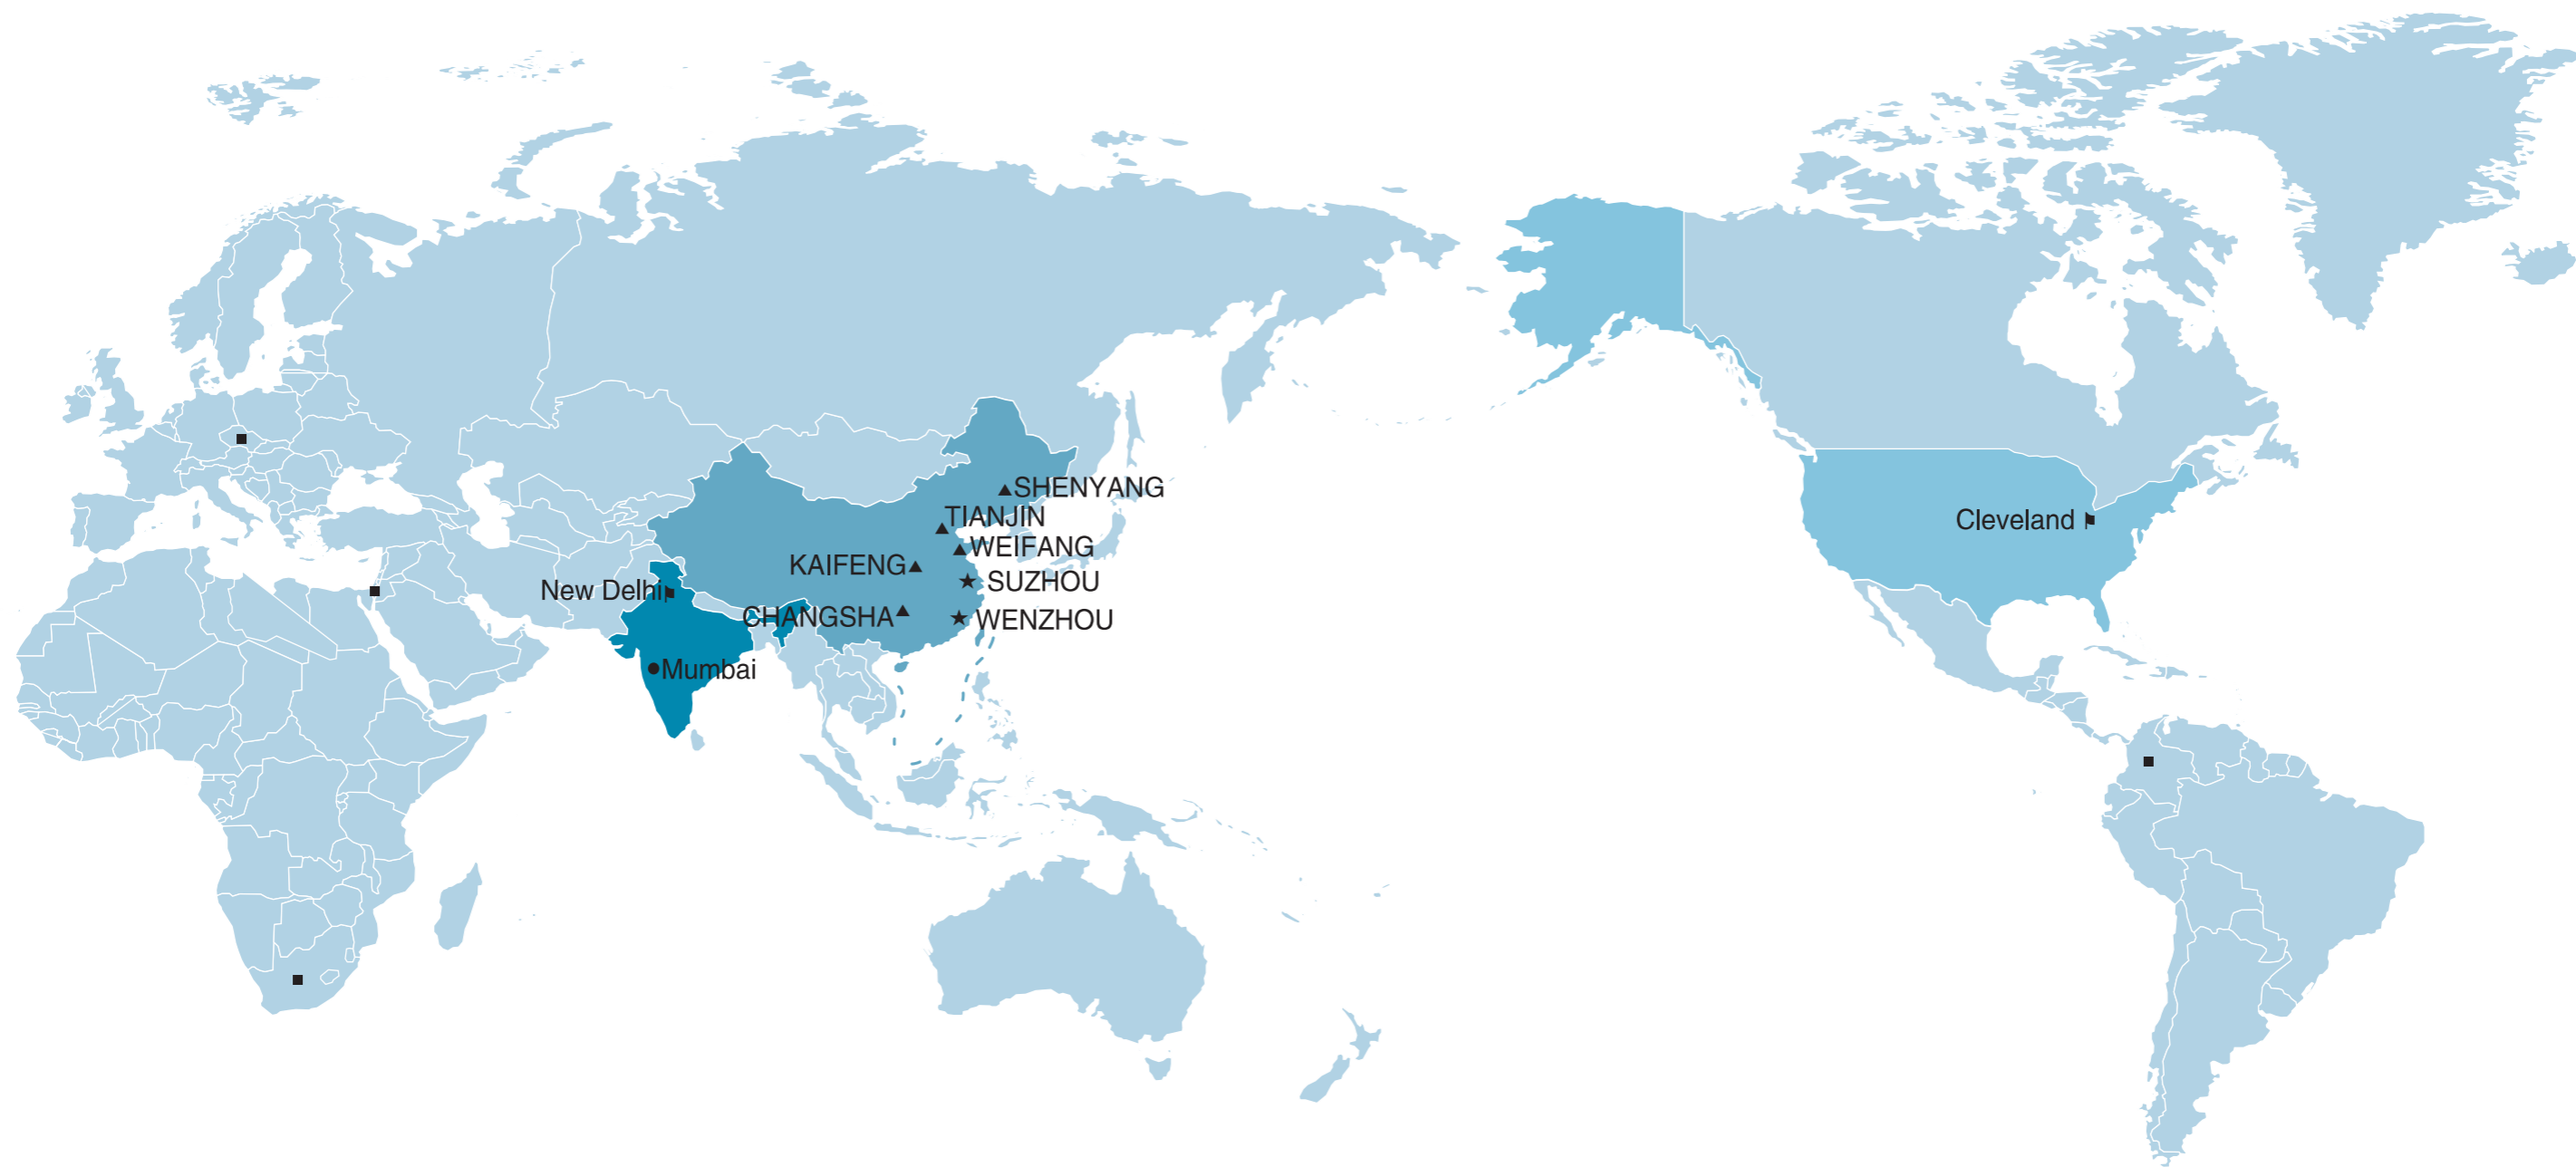 SHENYANG
TIANJIN
Cleveland
WEIFANG
KAIFENG
SUZHOU
New Delhi
CHANGSHA
WENZHOU
Mumbai